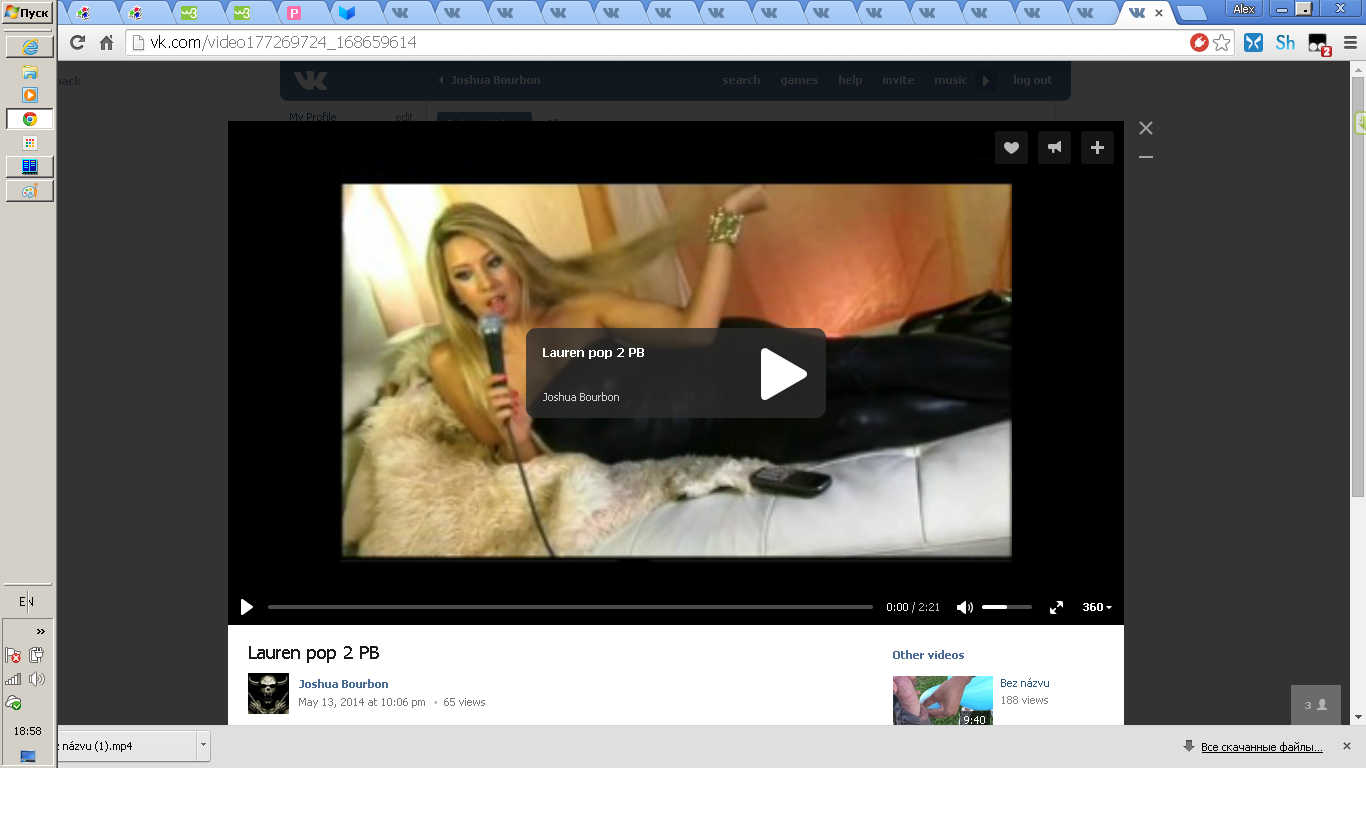 Пуск
Alex
vk.com/video177269724_168659614
Sh
2
back
Joshua Bourbon
search
games
help
invite
music
log out
My Profile
edit
Lauren pop 2 PB
Joshua Bourbon
0:00 / 2:21
360
Lauren pop 2 PB
Joshua Bourbon
May 13, 2014 at 10:06 pm
65 views
Other videos
Bez názvu
188 views
9:40
3
EN
»
18:58
názvu (1).mp4
Все скачанные файлы...